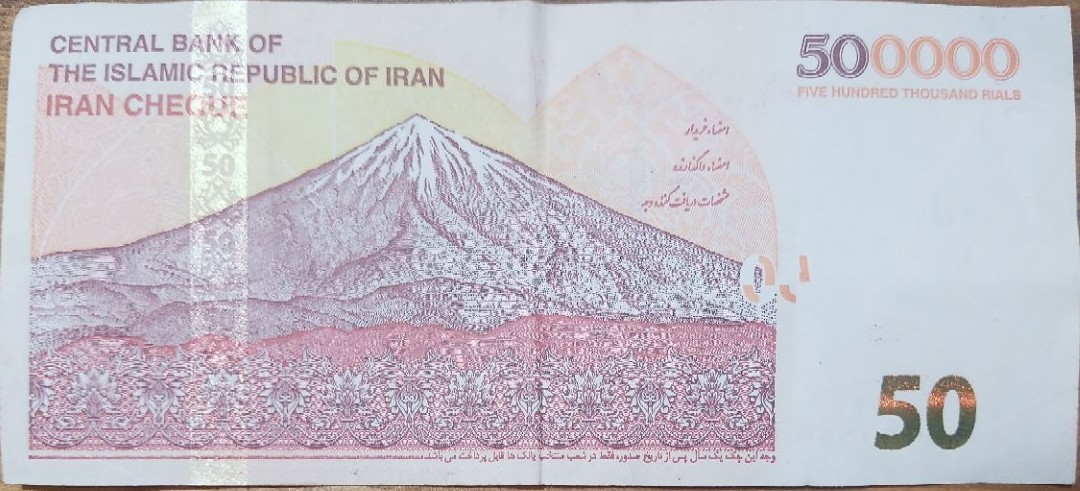 CENTRAL BANK OF
THE ISLAMIC REPUBLIC OF IRAN
IRAN CHEQUE
500000
FIVE HUNDRED THOUSAND RIALS
امضاء خریدار
امضاء واگذارنده
مشخصات دریافت کننده وجه
50
50
50
وجه این چک یک سال پس از تاریخ صدور، فقط در شعب منتخب بانک ها قابل پرداخت می باشد.